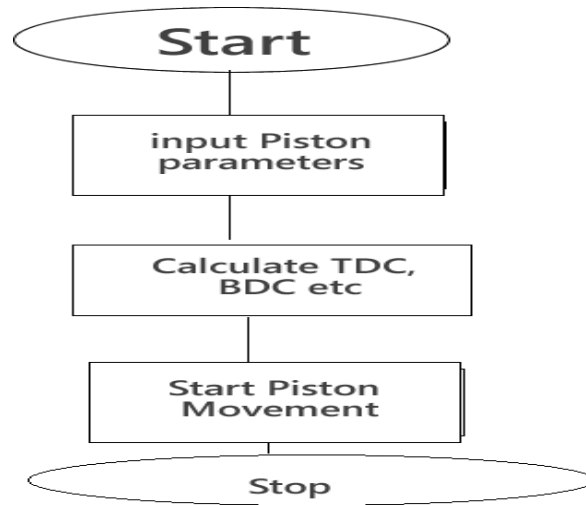 Start
input Piston
parameters
Calculate TDC,
BDC etc
Start Piston
Movement
Stop